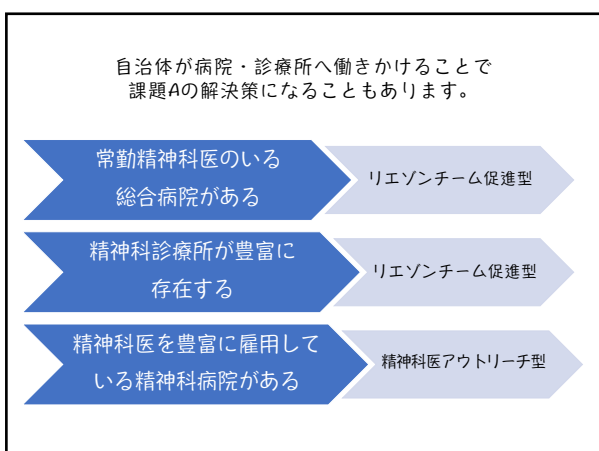 自治体が病院・診療所へ働きかけることで
課題Aの解決策になることもあります。
常勤精神科医のいる
総合病院がある
リエゾンチーム促進型
精神科診療所が豊富に
存在する
リエゾンチーム促進型
精神科医を豊富に雇用して
いる精神科病院がある
精神科医アウトリーチ型